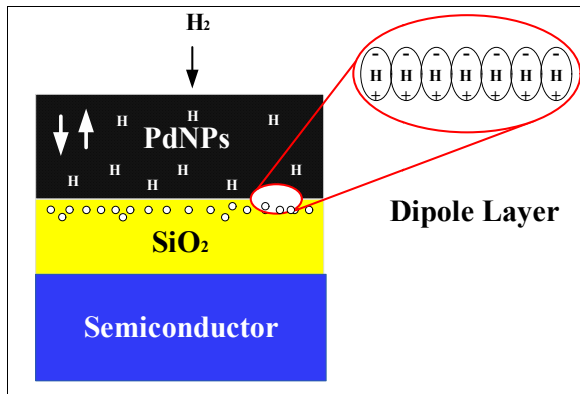 H₂
- - - - - - -
H H H H H H H
+ + + + + + +
H H H
PdNPs
H H H H H
Dipole Layer
SiO₂
Semiconductor